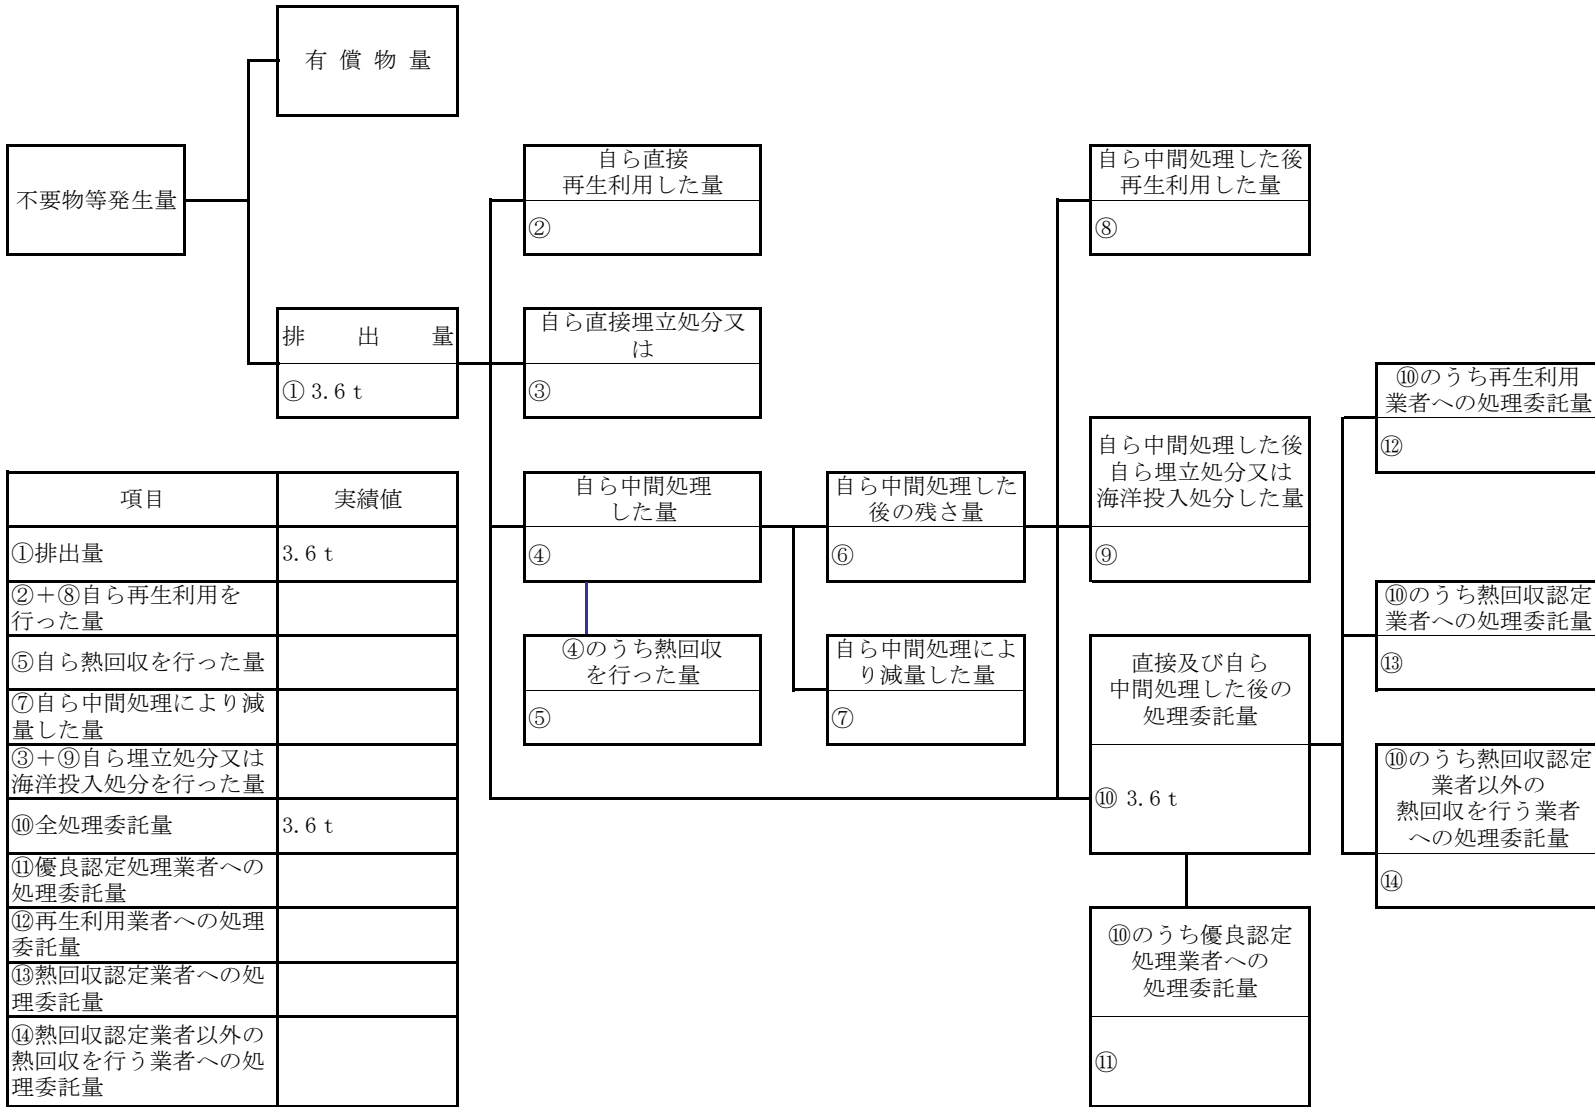 有 償 物 量
不要物等発生量
自ら直接
再生利用した量
②
自ら中間処理した後
再生利用した量
⑧
排 出 量
① 3.6 t
自ら直接埋立処分又
は
③
⑩のうち再生利用
業者への処理委託量
⑫
自ら中間処理
した量
④
自ら中間処理した
後の残さ量
⑥
自ら中間処理した後
自ら埋立処分又は
海洋投入処分した量
⑨
⑩のうち熱回収認定
業者への処理委託量
⑬
④のうち熱回収
を行った量
⑤
自ら中間処理によ
り減量した量
⑦
直接及び自ら
中間処理した後の
処理委託量
⑩ 3.6 t
⑩のうち熱回収認定
業者以外の
熱回収を行う業者
への処理委託量
⑭
⑩のうち優良認定
処理業者への
処理委託量
⑪
項目 実績値
①排出量 3.6 t
②＋⑧自ら再生利用を
行った量
⑤自ら熱回収を行った量
⑦自ら中間処理により減
量した量
③＋⑨自ら埋立処分又は
海洋投入処分を行った量
⑩全処理委託量 3.6 t
⑪優良認定処理業者への
処理委託量
⑫再生利用業者への処理
委託量
⑬熱回収認定業者への処
理委託量
⑭熱回収認定業者以外の
熱回収を行う業者への処
理委託量